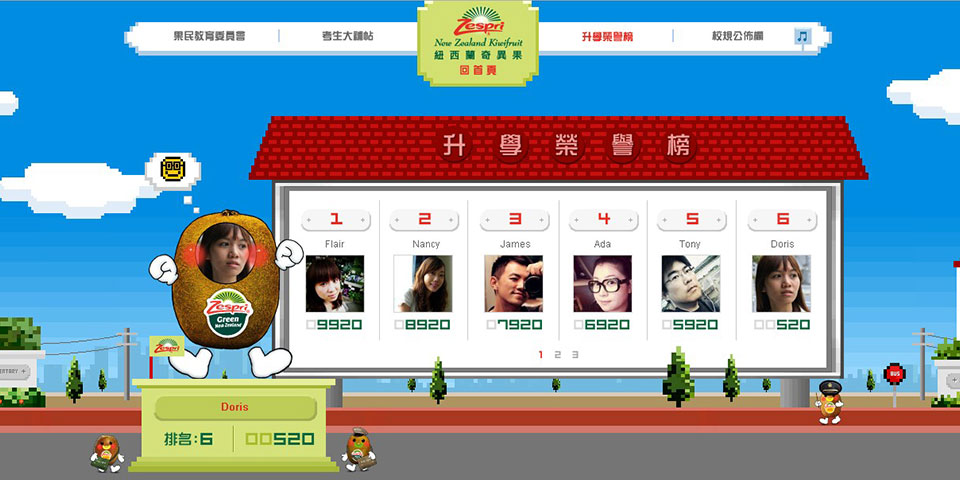 果民教育委員會
考生大補帖
Zespri
New Zealand Kiwifruit
紐西蘭奇異果
回首頁
升學榮譽榜
校規公佈欄
升學榮譽榜
1 2 3 4 5 6
Flair Nancy James Ada Tony Doris
09920 08920 07920 06920 05920 00520
1 2 3
Zespri
Green
New Zealand
Zespri
Doris
排名:6 00520
BUS